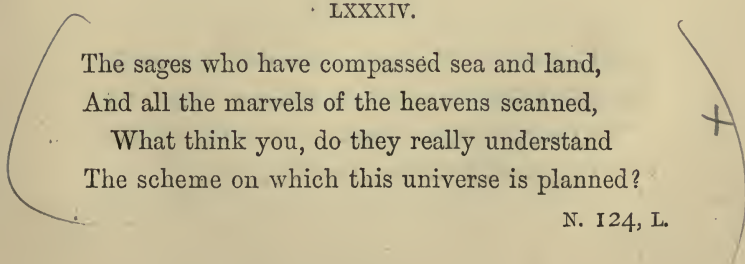 LXXXIV.
The sages who have compassed sea and land,
And all the marvels of the heavens scanned,
What think you, do they really understand
The scheme on which this universe is planned?
N. 124, L.